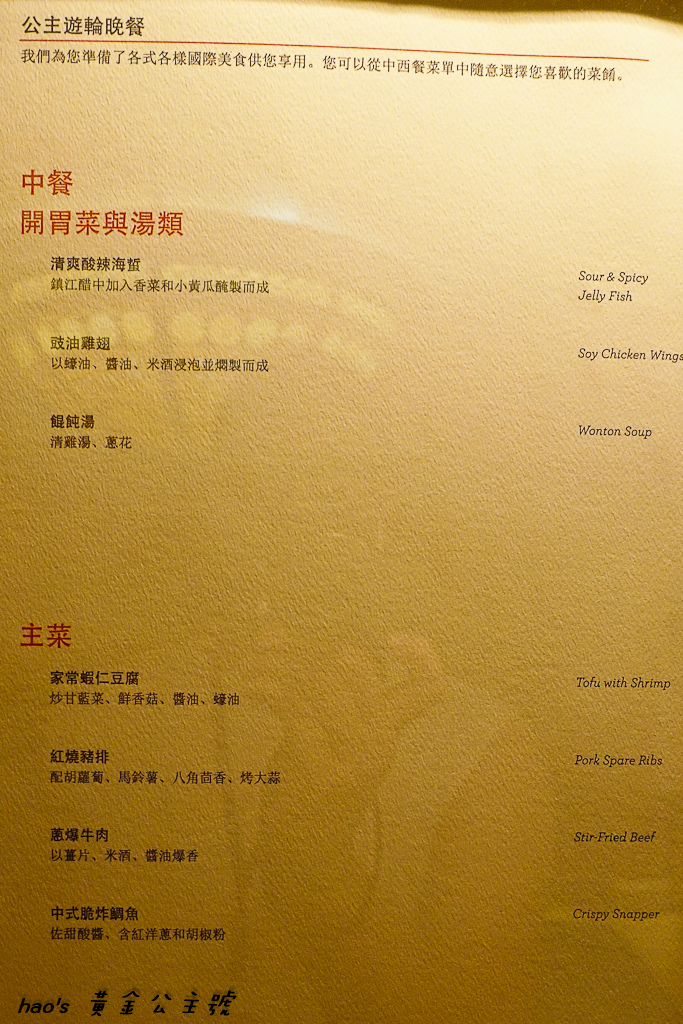 公主遊輪晚餐
我們為您準備了各式各樣國際美食供您享用。您可以從中西餐菜單中隨意選擇您喜歡的菜餚。
中餐
開胃菜與湯類
清爽酸辣海蜇
鎮江醋中加入香菜和小黃瓜醃製而成
Sour & Spicy
Jelly Fish
豉油雞翅
以蠔油、醬油、米酒浸泡並燜製而成
Soy Chicken Wings
餛飩湯
清雞湯、蔥花
Wonton Soup
主菜
家常蝦仁豆腐
炒甘藍菜、鮮香菇、醬油、蠔油
Tofu with Shrimp
紅燒豬排
配胡蘿蔔、馬鈴薯、八角茴香、烤大蒜
Pork Spare Ribs
蔥爆牛肉
以薑片、米酒、醬油爆香
Stir-Fried Beef
中式脆炸鯛魚
佐甜酸醬、含紅洋蔥和胡椒粉
Crispy Snapper
hao's 黃金公主號